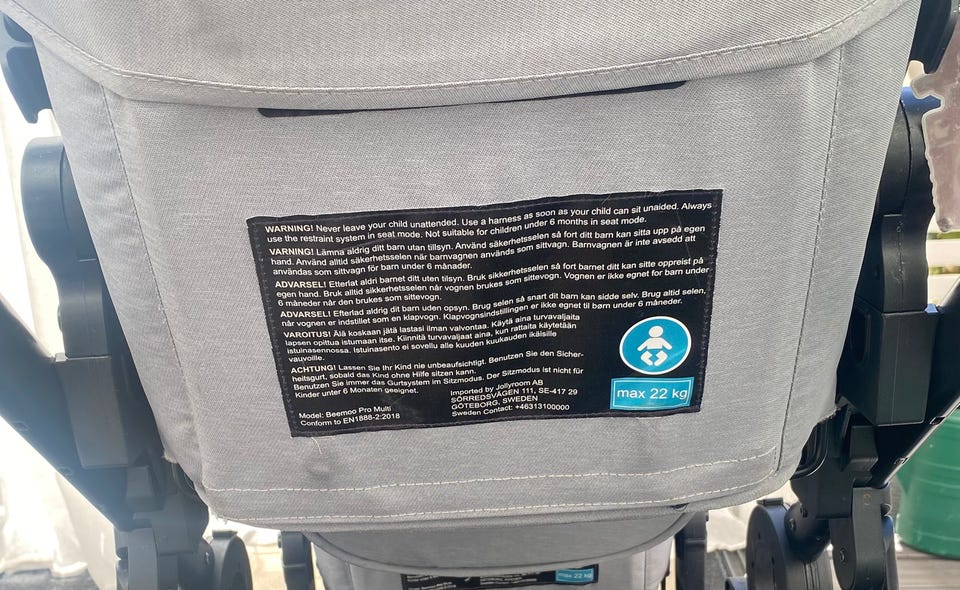 WARNING! Never leave your child unattended. Use a harness as soon as your child can sit unaided. Always
use the restraint system in seat mode. Not suitable for children under 6 months in seat mode.
VARNING! Lämna aldrig ditt barn utan tillsyn. Använd säkerhetsselen så fort ditt barn kan sitta upp på egen
hand. Använd alltid säkerhetsselen när barnvagnen används som sittvagn. Barnvagnen är inte avsedd att
användas som sittvagn för barn under 6 månader.
ADVARSEL! Etterlat aldri barnet ditt uten tilsyn. Bruk sikkerhetsselen så fort barnet ditt kan sitte oppreist på
egen hand. Bruk alltid sikkerhetsselen når vognen brukes som sittevogn. Vognen er ikke egnet for barn under
6 måneder når den brukes som sittevogn.
ADVARSEL! Efterlad aldrig dit barn uden opsyn. Brug selen så snart dit barn kan sidde selv. Brug altid selen,
når vognen er indstillet som en klapvogn. Klapvognsindstillingen er ikke egnet til børn under 6 måneder.
VAROITUS! Älä koskaan jätä lastasi ilman valvontaa. Käytä aina turvavaljaita
lapsen opittua istumaan itse. Kiinnitä turvavaljaat aina, kun rattaita käytetään
istuinasennossa. Istuinasento ei sovellu alle kuuden kuukauden ikäisille
vauvoille.
ACHTUNG! Lassen Sie Ihr Kind nie unbeaufsichtigt. Benutzen Sie den Sicher-
heitsgurt, sobald das Kind ohne Hilfe sitzen kann.
Benutzen Sie immer das Gurtsystem im Sitzmodus. Der Sitzmodus ist nicht für
Kinder unter 6 Monaten geeignet.
Model: Beemoo Pro Multi
Conform to EN1888-2:2018
Imported by Jollyroom AB
SÖRREDSVÄGEN 111, SE-417 29
GÖTEBORG, SWEDEN
Sweden Contact: +46313100000
max 22 kg
max 22 kg